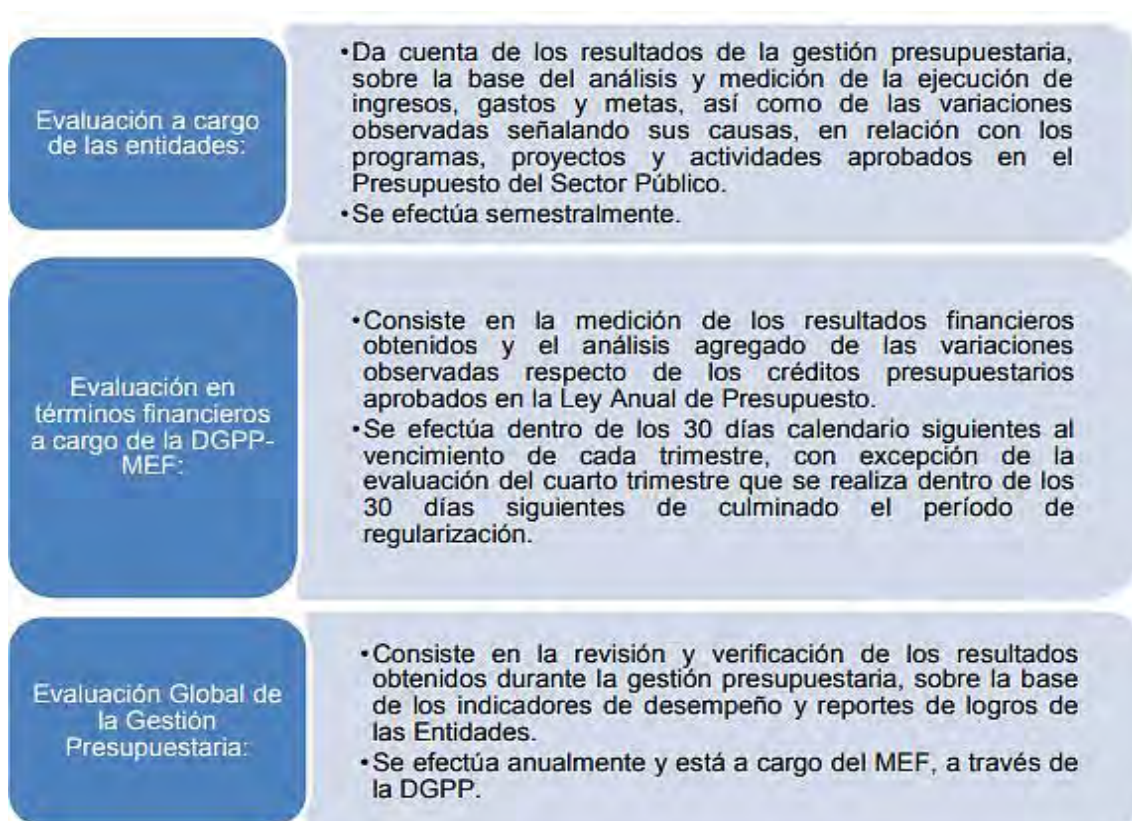 Evaluación a cargo
de las entidades:
•Da cuenta de los resultados de la gestión presupuestaria,
sobre la base del análisis y medición de la ejecución de
ingresos, gastos y metas, así como de las variaciones
observadas señalando sus causas, en relación con los
programas, proyectos y actividades aprobados en el
Presupuesto del Sector Público.
•Se efectúa semestralmente.
Evaluación en
términos financieros
a cargo de la DGPP-
MEF:
•Consiste en la medición de los resultados financieros
obtenidos y el análisis agregado de las variaciones
observadas respecto de los créditos presupuestarios
aprobados en la Ley Anual de Presupuesto.
•Se efectúa dentro de los 30 días calendario siguientes al
vencimiento de cada trimestre, con excepción de la
evaluación del cuarto trimestre que se realiza dentro de los
30 días siguientes de culminado el período de
regularización.
Evaluación Global de
la Gestión
Presupuestaria:
•Consiste en la revisión y verificación de los resultados
obtenidos durante la gestión presupuestaria, sobre la base
de los indicadores de desempeño y reportes de logros de
las Entidades.
•Se efectúa anualmente y está a cargo del MEF, a través de
la DGPP.